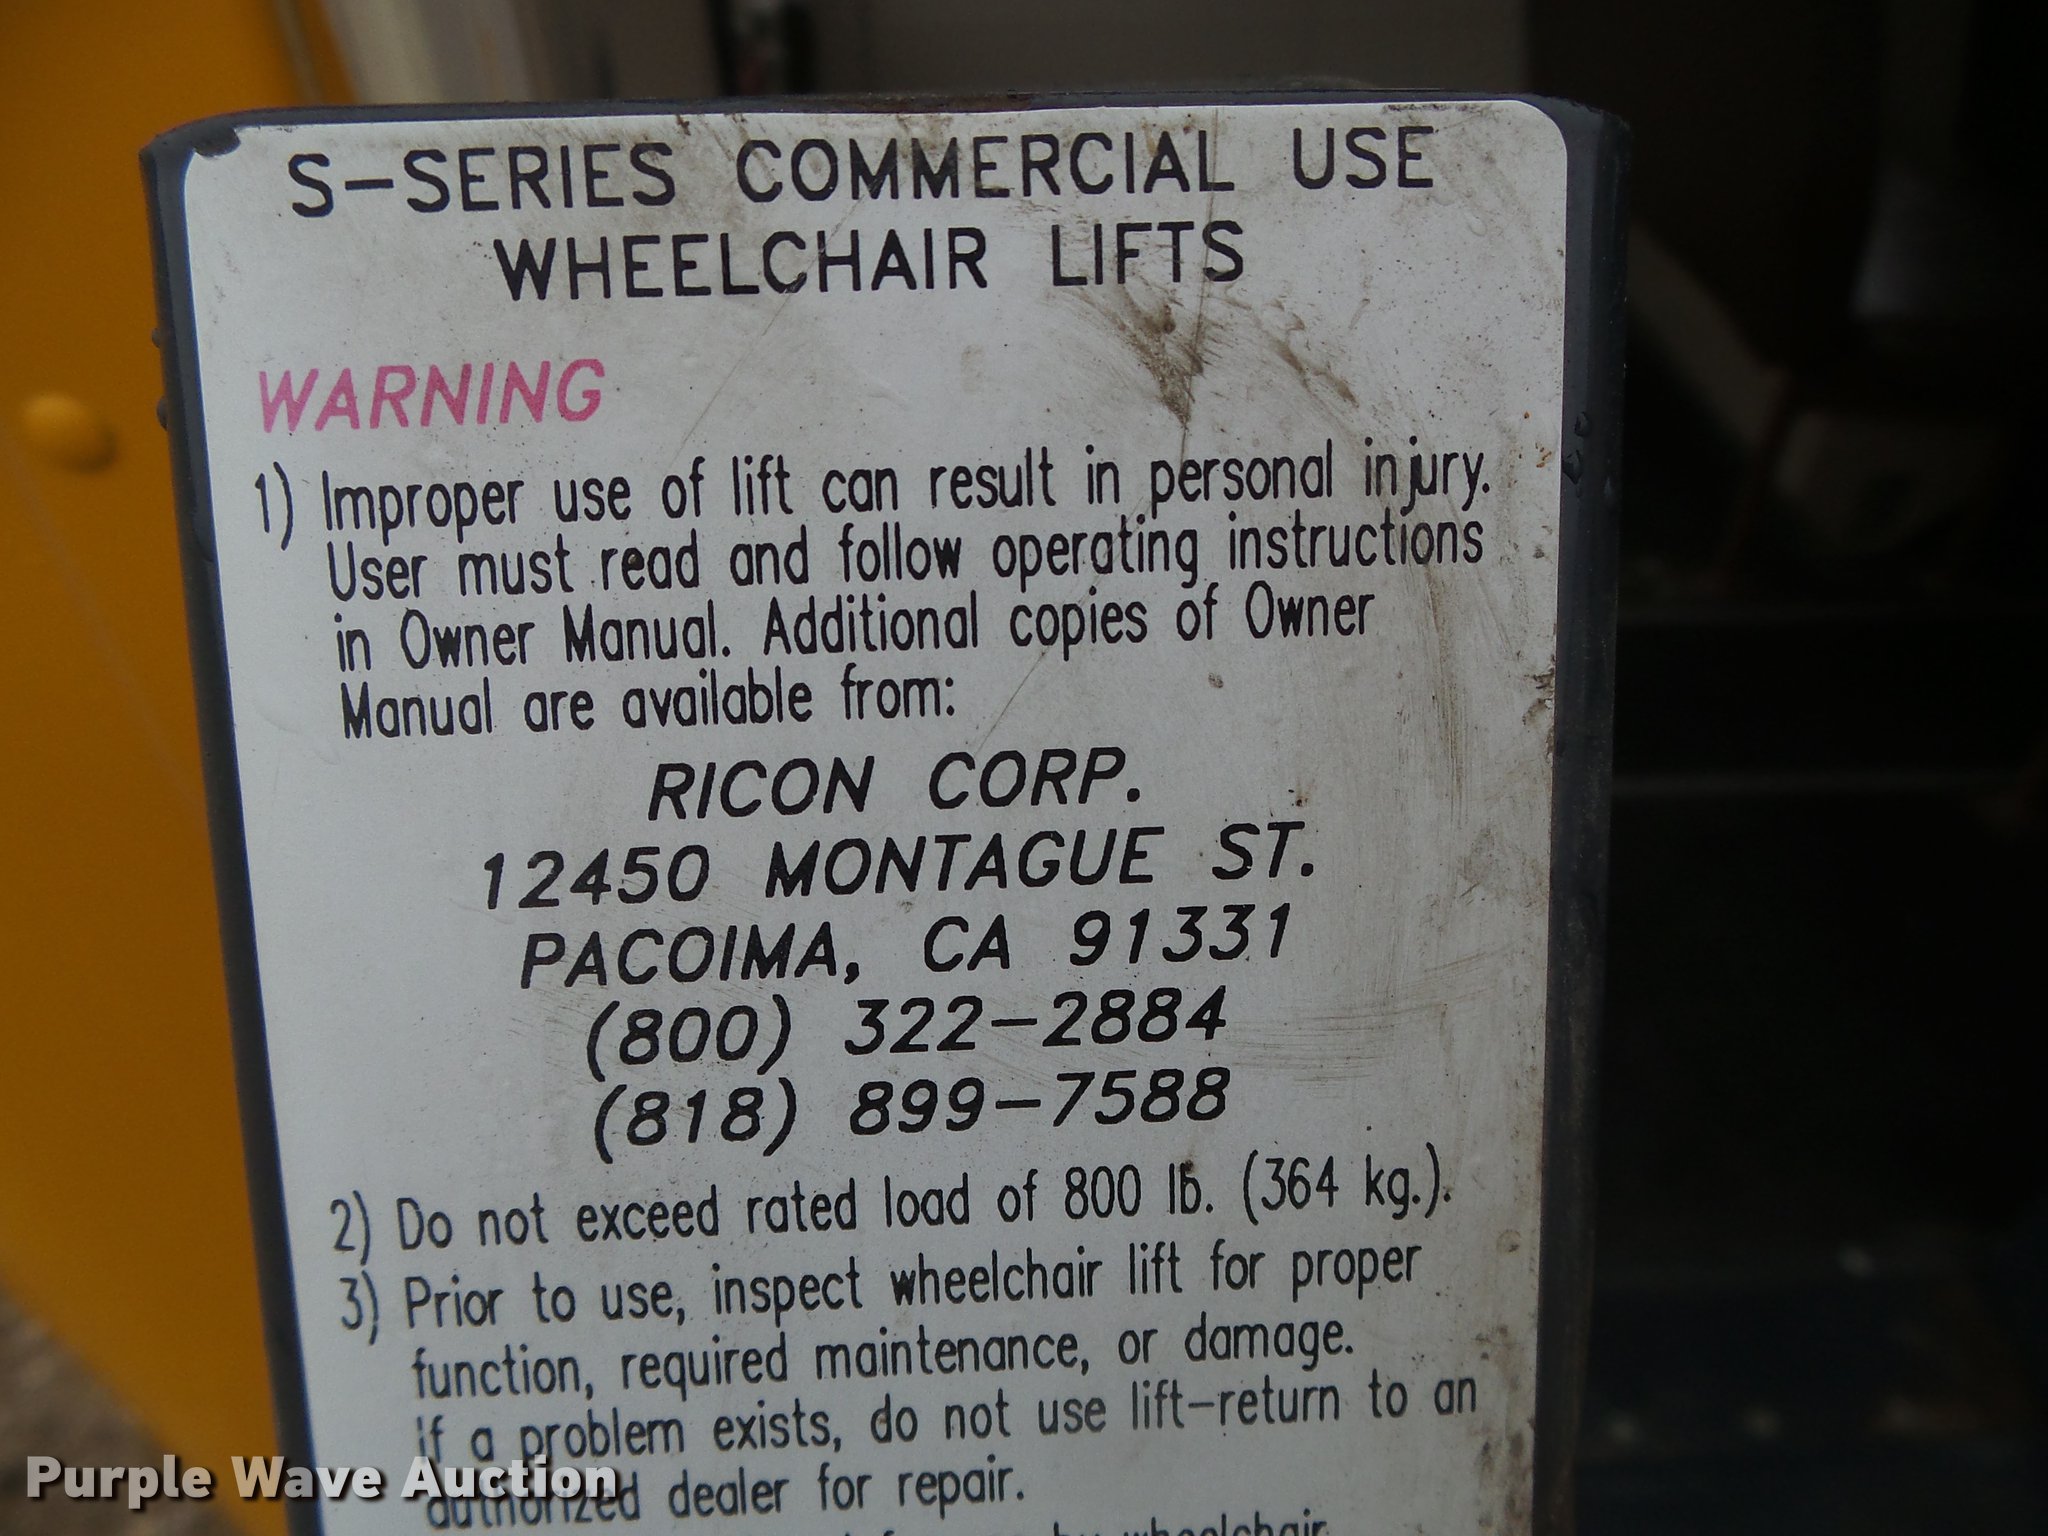 S-SERIES COMMERCIAL USE
WHEELCHAIR LIFTS
WARNING
1) Improper use of lift can result in personal injury.
User must read and follow operating instructions
in Owner Manual. Additional copies of Owner
Manual are available from:
RICON CORP.
12450 MONTAGUE ST.
PACOIMA, CA 91331
(800) 322-2884
(818) 899-7588
2) Do not exceed rated load of 800 lb. (364 kg.).
3) Prior to use, inspect wheelchair lift for proper
function, required maintenance, or damage.
If a problem exists, do not use lift-return to an
authorized dealer for repair.
by wheelchair
Purple Wave Auction